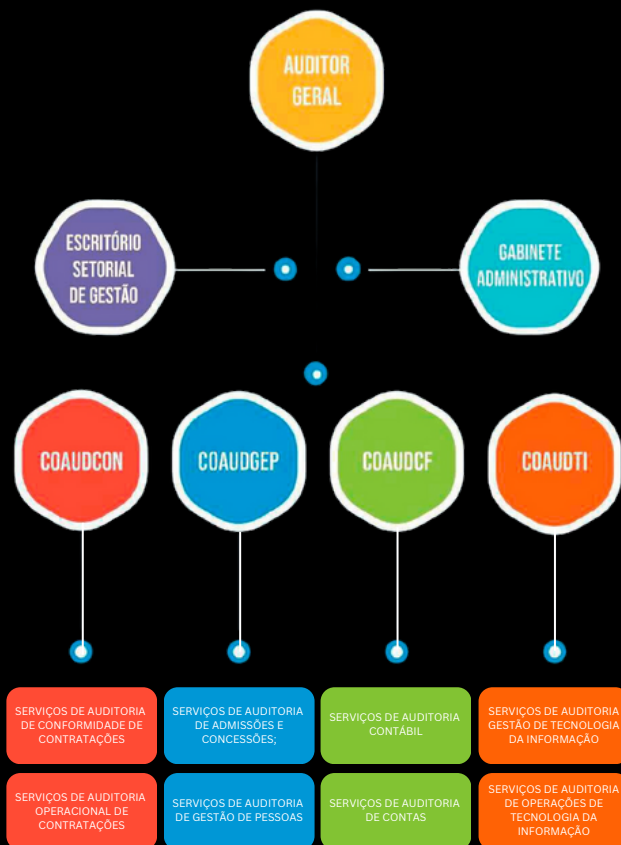 AUDITOR
GERAL
ESCRITÓRIO
SETORIAL
DE GESTÃO
GABINETE
ADMINISTRATIVO
COAUDCON
COAUDGEP
COAUDCF
COAUDTI
SERVIÇOS DE AUDITORIA
DE CONFORMIDADE DE
CONTRATAÇÕES
SERVIÇOS DE AUDITORIA
DE ADMISSÕES E
CONCESSÕES;
SERVIÇOS DE AUDITORIA
CONTÁBIL
SERVIÇOS DE AUDITORIA
GESTÃO DE TECNOLOGIA
DA INFORMAÇÃO
SERVIÇOS DE AUDITORIA
OPERACIONAL DE
CONTRATAÇÕES
SERVIÇOS DE AUDITORIA
DE GESTÃO DE PESSOAS
SERVIÇOS DE AUDITORIA
DE CONTAS
SERVIÇOS DE AUDITORIA
DE OPERAÇÕES DE
TECNOLOGIA DA
INFORMAÇÃO